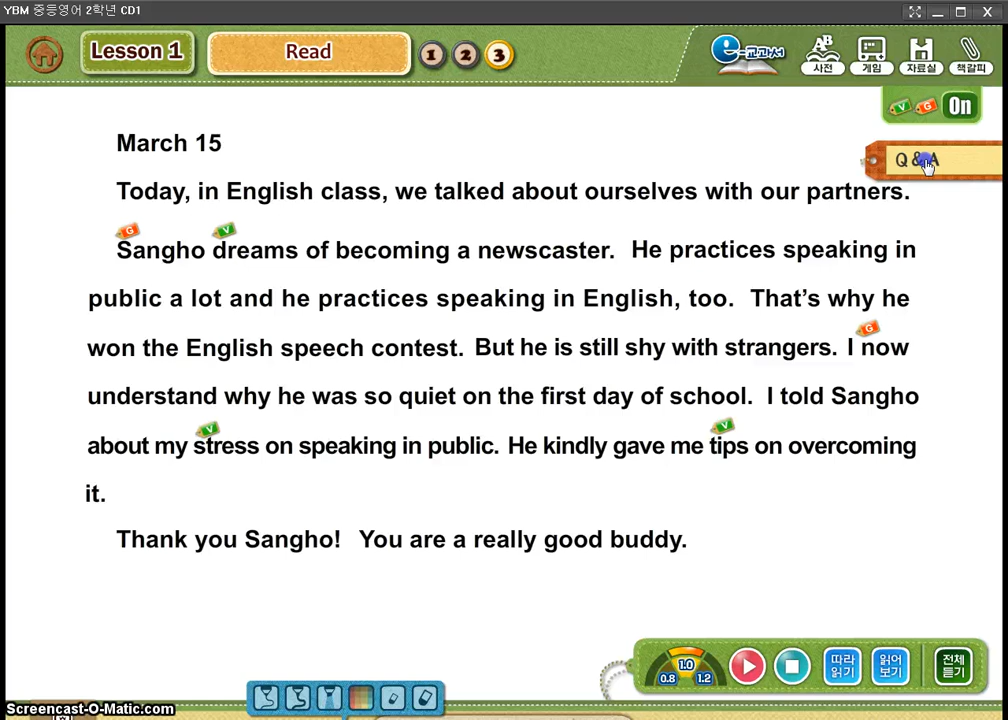 YBM 중등영어 2학년 CD1
Lesson 1 Read 1 2 3 e-교과서 사전 게임 자료실 책갈피
V G On
March 15
Q & A
Today, in English class, we talked about ourselves with our partners.
G V
Sangho dreams of becoming a newscaster. He practices speaking in
public a lot and he practices speaking in English, too. That's why he
G
won the English speech contest. But he is still shy with strangers. I now
understand why he was so quiet on the first day of school. I told Sangho
V V
about my stress on speaking in public. He kindly gave me tips on overcoming
it.
Thank you Sangho! You are a really good buddy.
0.8 1.0 1.2 따라 읽기 읽어 보기 전체 듣기
Screencast-O-Matic.com